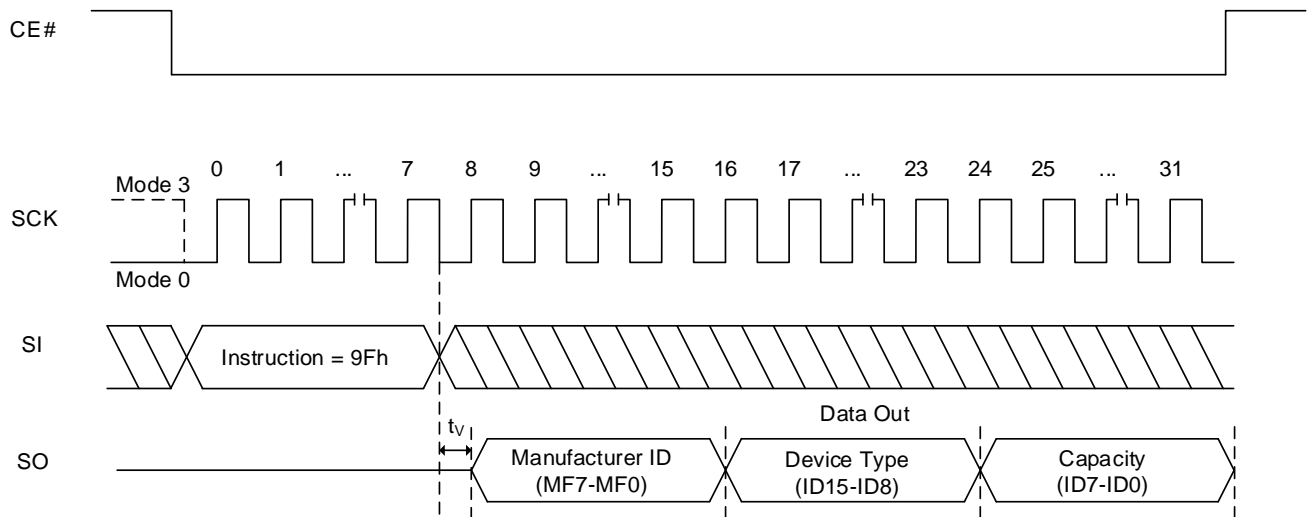 CE#
0 1 ... 7 8 9 ... 15 16 17 ... 23 24 25 ... 31
Mode 3
SCK
Mode 0
SI
Instruction = 9Fh
Data Out
tV
SO
Manufacturer ID
(MF7-MF0)
Device Type
(ID15-ID8)
Capacity
(ID7-ID0)